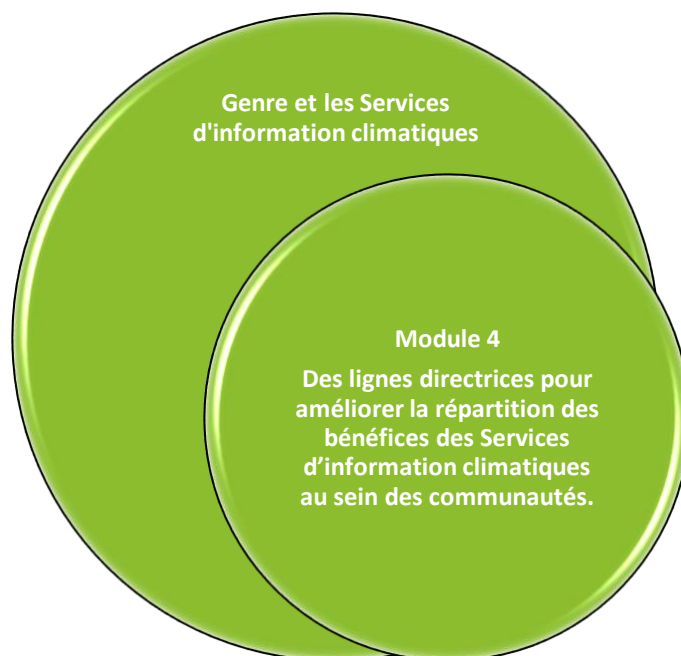 Genre et les Services
d'information climatiques
Module 4
Des lignes directrices pour
améliorer la répartition des
bénéfices des Services
d’information climatiques
au sein des communautés.